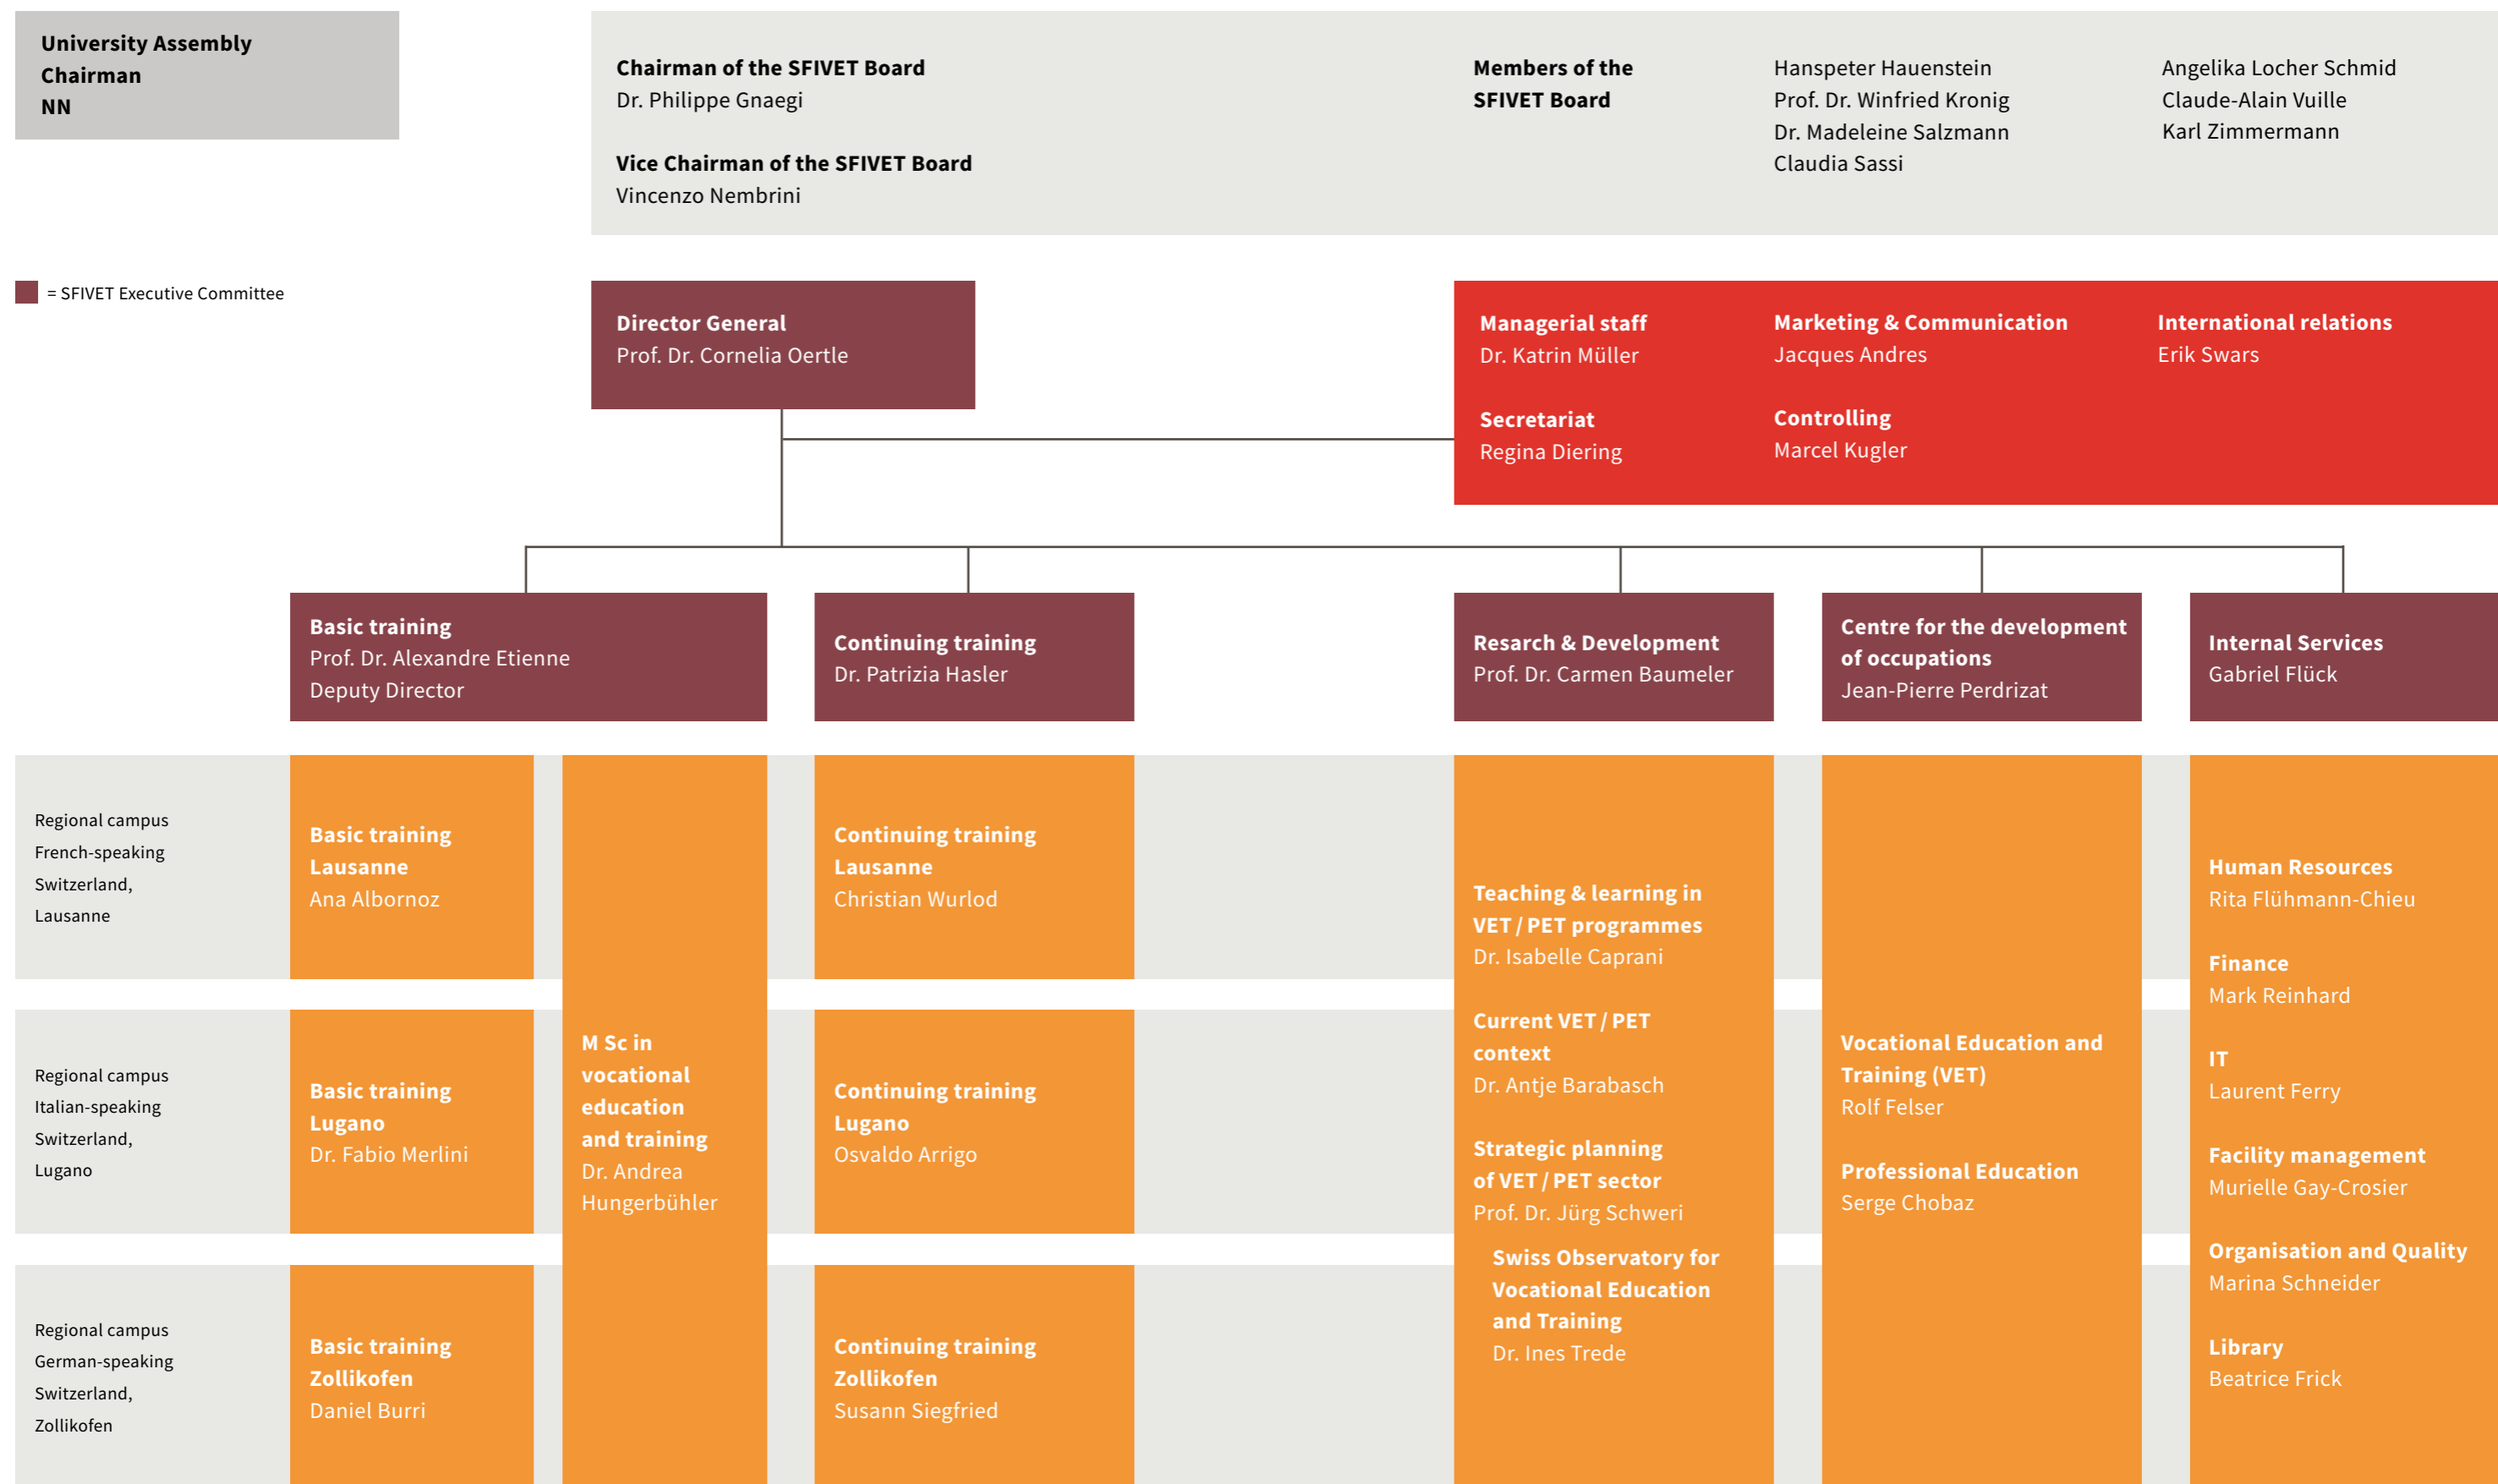 University Assembly
Chairman
NN
Chairman of the SFIVET Board
Dr. Philippe Gnaegi
Vice Chairman of the SFIVET Board
Vincenzo Nembrini
Members of the
SFIVET Board
Hanspeter Hauenstein
Prof. Dr. Winfried Kronig
Dr. Madeleine Salzmann
Claudia Sassi
Angelika Locher Schmid
Claude-Alain Vuille
Karl Zimmermann
= SFIVET Executive Committee
Director General
Prof. Dr. Cornelia Oertle
Managerial staff
Dr. Katrin Müller
Secretariat
Regina Diering
Marketing & Communication
Jacques Andres
Controlling
Marcel Kugler
International relations
Erik Swars
Basic training
Prof. Dr. Alexandre Etienne
Deputy Director
Continuing training
Dr. Patrizia Hasler
Resarch & Development
Prof. Dr. Carmen Baumeler
Centre for the development
of occupations
Jean-Pierre Perdrizat
Internal Services
Gabriel Flück
Regional campus
French-speaking
Switzerland,
Lausanne
Basic training
Lausanne
Ana Albornoz
Continuing training
Lausanne
Christian Wurlod
Regional campus
Italian-speaking
Switzerland,
Lugano
Basic training
Lugano
Dr. Fabio Merlini
M Sc in
vocational
education
and training
Dr. Andrea
Hungerbühler
Continuing training
Lugano
Osvaldo Arrigo
Regional campus
German-speaking
Switzerland,
Zollikofen
Basic training
Zollikofen
Daniel Burri
Continuing training
Zollikofen
Susann Siegfried
Teaching & learning in
VET / PET programmes
Dr. Isabelle Caprani
Current VET / PET
context
Dr. Antje Barabasch
Strategic planning
of VET / PET sector
Prof. Dr. Jürg Schweri
Swiss Observatory for
Vocational Education
and Training
Dr. Ines Trede
Vocational Education and
Training (VET)
Rolf Felser
Professional Education
Serge Chobaz
Human Resources
Rita Flühmann-Chieu
Finance
Mark Reinhard
IT
Laurent Ferry
Facility management
Murielle Gay-Crosier
Organisation and Quality
Marina Schneider
Library
Beatrice Frick